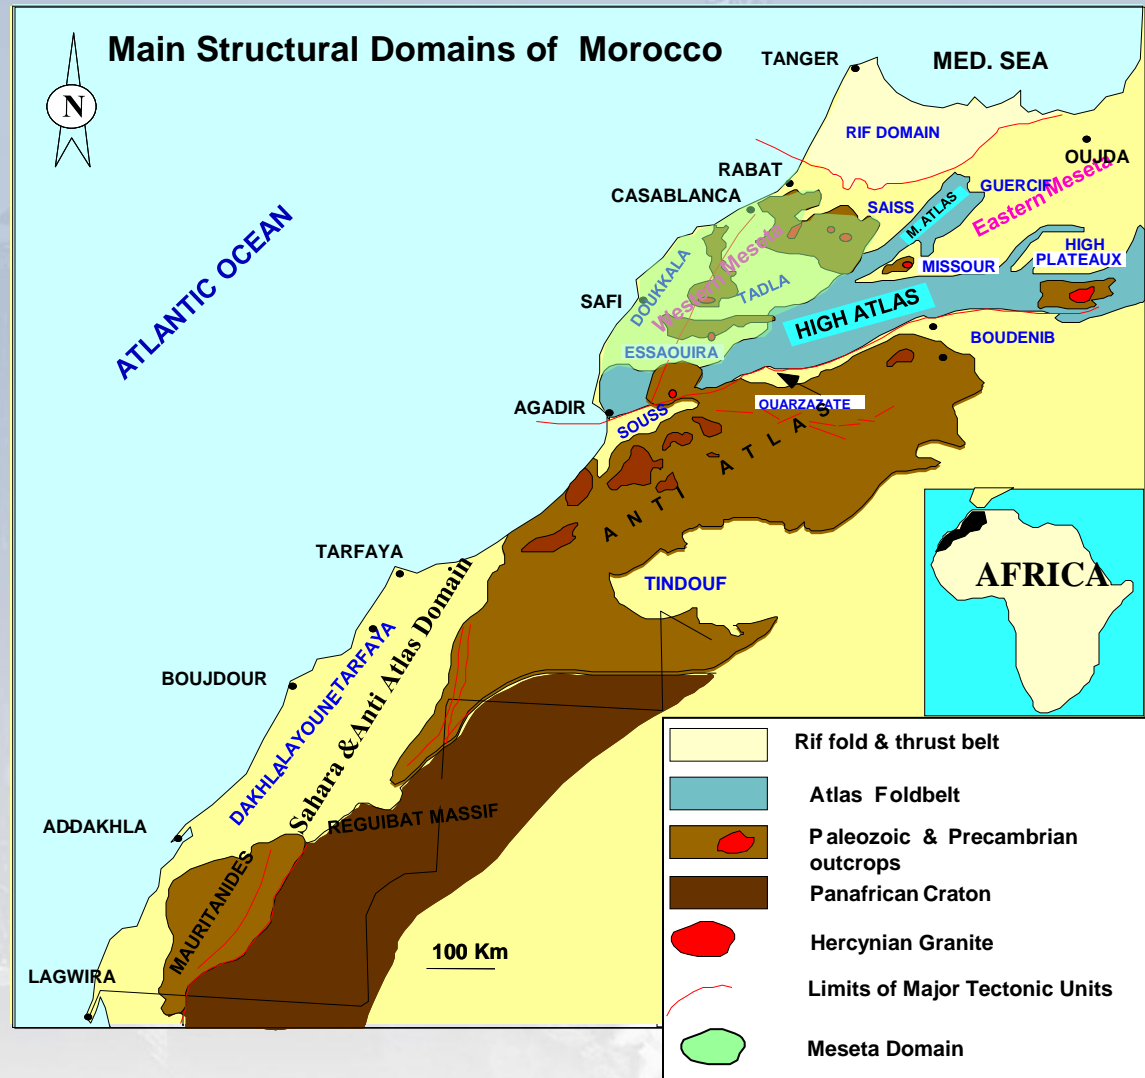 Main Structural Domains of Morocco
N
TANGER
MED. SEA
RIF DOMAIN
OUJDA
RABAT
CASABLANCA
GUERCIF
Eastern Meseta
SAISS
M. ATLAS
ATLANTIC OCEAN
DOUKKALA
Western Meseta
TADLA
MISSOUR
HIGH
PLATEAUX
SAFI
HIGH ATLAS
ESSAOUIRA
BOUDENIB
AGADIR
SOUSS
OUARZAZATE
ANTI ATLAS
TARFAYA
TINDOUF
AFRICA
Sahara &Anti Atlas Domain
BOUJDOUR
DAKHLALAYOUNETARFAYA
ADDAKHLA
REGUIBAT MASSIF
MAURITANIDES
100 Km
LAGWIRA
Rif fold & thrust belt
Atlas Foldbelt
Paleozoic & Precambrian
outcrops
Panafrican Craton
Hercynian Granite
Limits of Major Tectonic Units
Meseta Domain